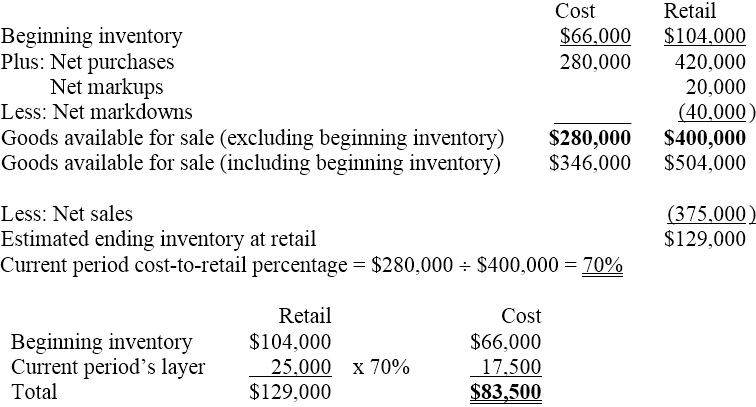 Cost Retail
Beginning inventory $66,000 $104,000
Plus: Net purchases 280,000 420,000
Net markups 20,000
Less: Net markdowns (40,000)
Goods available for sale (excluding beginning inventory) $280,000 $400,000
Goods available for sale (including beginning inventory) $346,000 $504,000
Less: Net sales (375,000)
Estimated ending inventory at retail $129,000
Current period cost-to-retail percentage = $280,000 ÷ $400,000 = 70%
Retail Cost
Beginning inventory $104,000 $66,000
Current period’s layer 25,000 x 70% 17,500
Total $129,000 $83,500